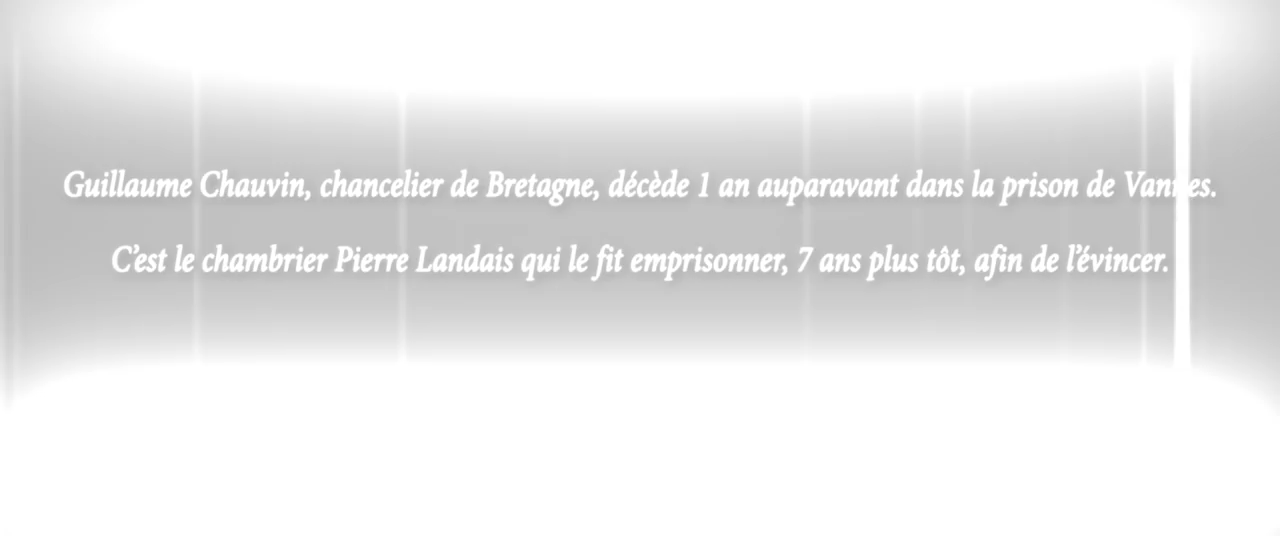 Guillaume Chauvin, chancelier de Bretagne, décède 1 an auparavant dans la prison de Vannes.
C’est le chambrier Pierre Landais qui le fit emprisonner, 7 ans plus tôt, afin de l’évincer.